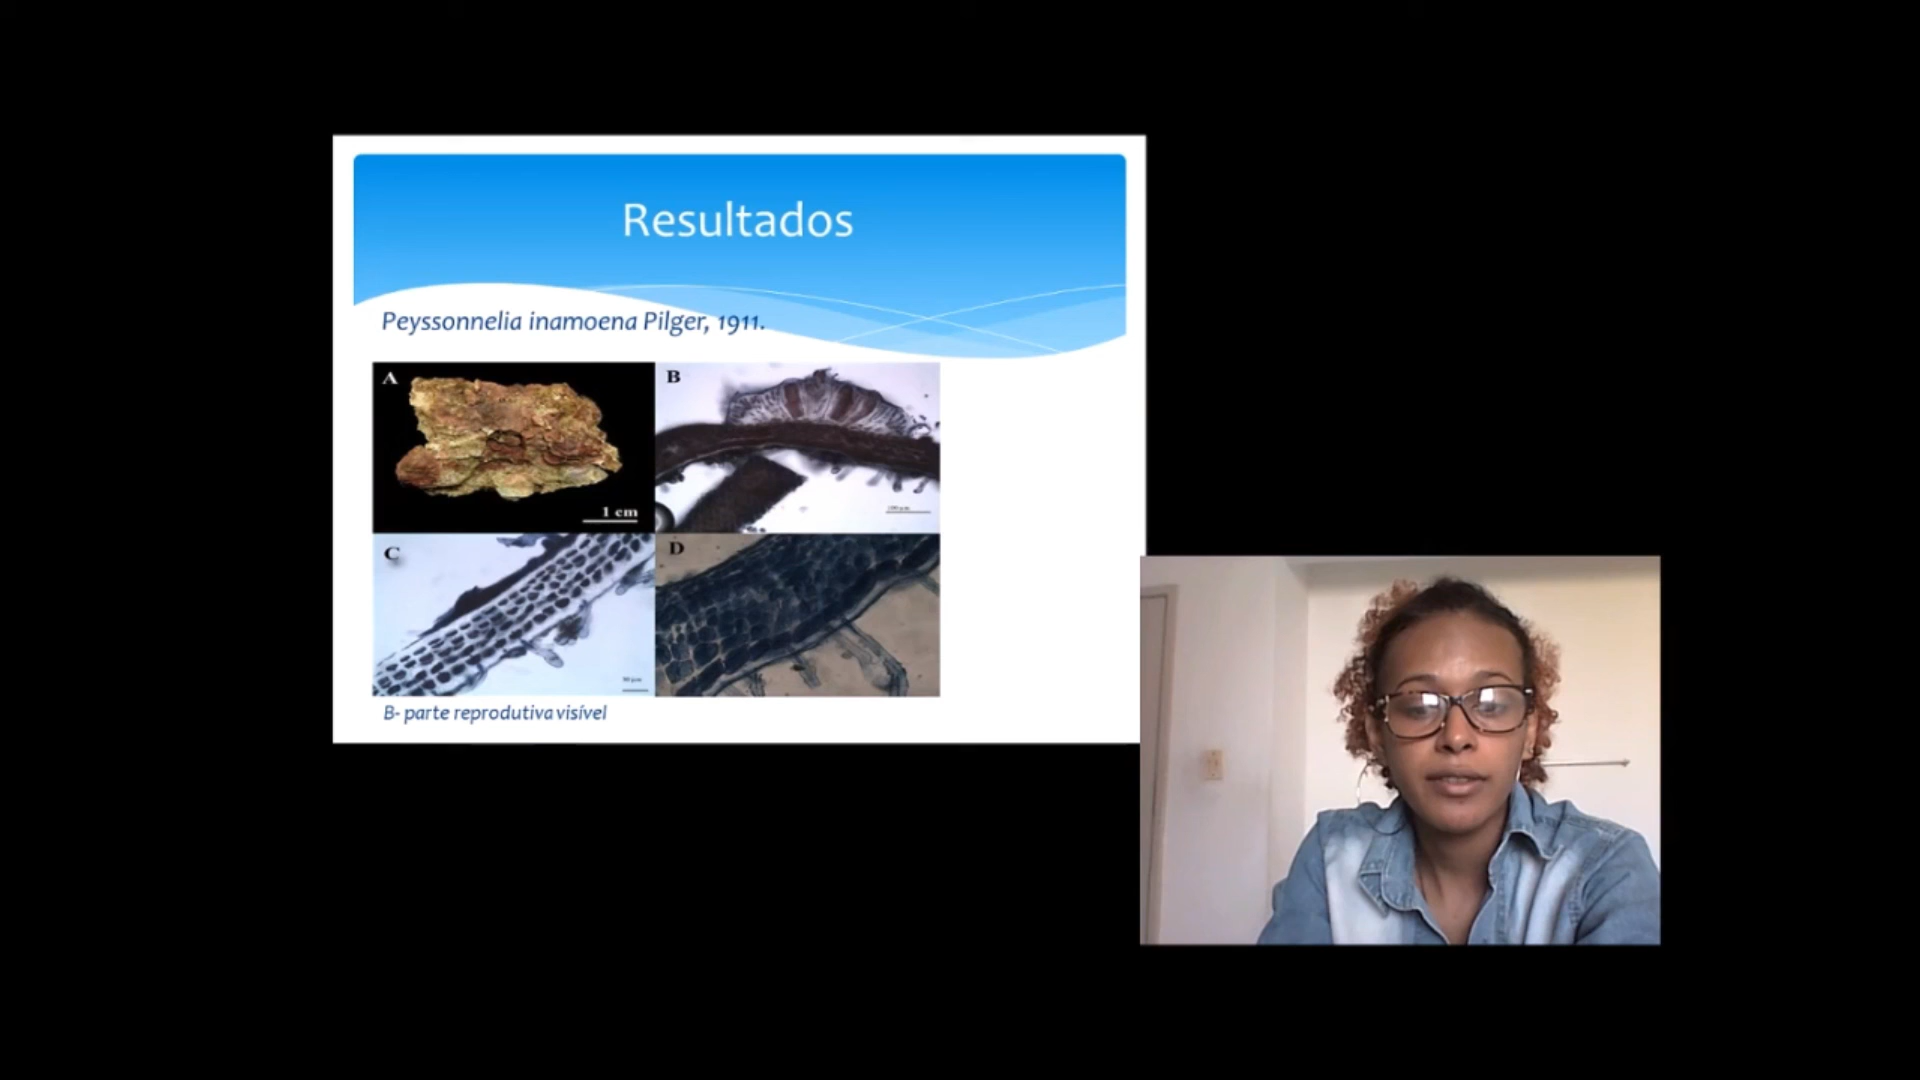 Resultados
Peyssonnelia inamoena Pilger, 1911.
A
B
1 cm
C
D
B- parte reprodutiva visível